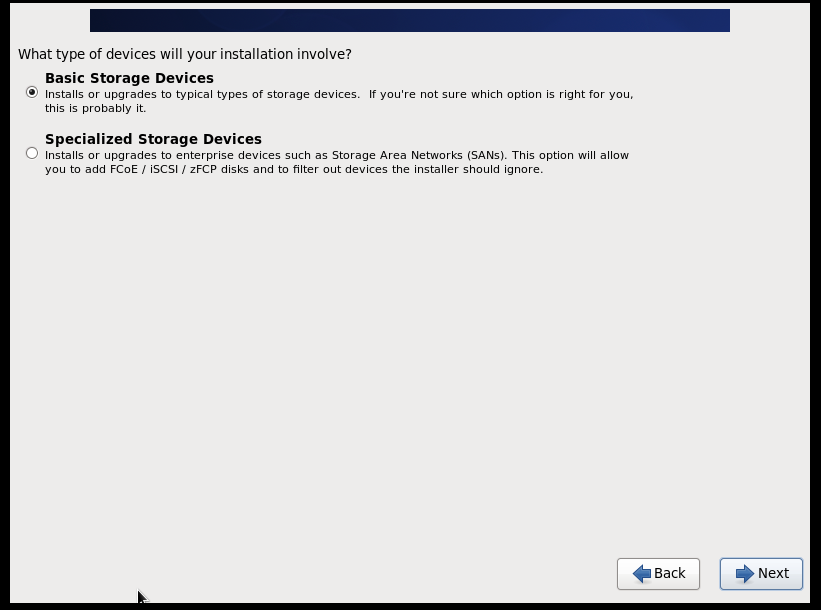 What type of devices will your installation involve?
Basic Storage Devices
Installs or upgrades to typical types of storage devices.  If you're not sure which option is right for you,
this is probably it.
Specialized Storage Devices
Installs or upgrades to enterprise devices such as Storage Area Networks (SANs). This option will allow
you to add FCoE / iSCSI / zFCP disks and to filter out devices the installer should ignore.
Back
Next